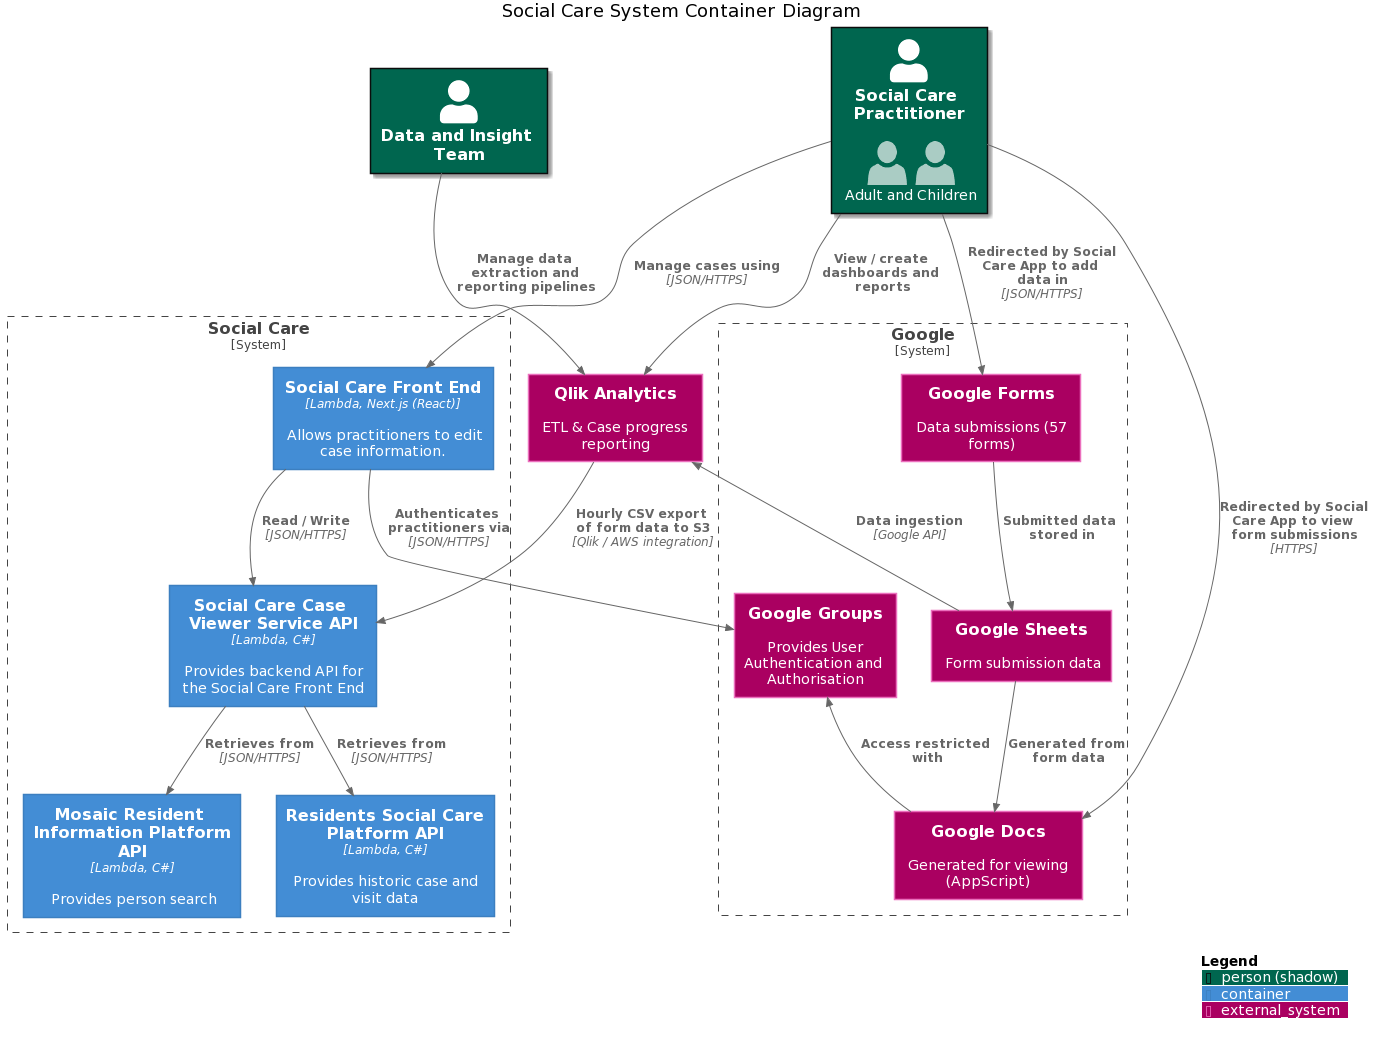 Social Care System Container Diagram
Data and Insight
Team
Social Care
Practitioner
Adult and Children
Manage data
extraction and
reporting pipelines
Manage cases using
[JSON/HTTPS]
View / create
dashboards and
reports
Redirected by Social
Care App to add
data in
[JSON/HTTPS]
Social Care
[System]
Google
[System]
Social Care Front End
[Lambda, Next.js (React)]
Allows practitioners to edit
case information.
Qlik Analytics
ETL & Case progress
reporting
Google Forms
Data submissions (57
forms)
Read / Write
[JSON/HTTPS]
Authenticates
practitioners via
[JSON/HTTPS]
Hourly CSV export
of form data to S3
[Qlik / AWS integration]
Data ingestion
[Google API]
Submitted data
stored in
Redirected by Social
Care App to view
form submissions
[HTTPS]
Social Care Case
Viewer Service API
[Lambda, C#]
Provides backend API for
the Social Care Front End
Google Groups
Provides User
Authentication and
Authorisation
Google Sheets
Form submission data
Retrieves from
[JSON/HTTPS]
Retrieves from
[JSON/HTTPS]
Access restricted
with
Generated from
form data
Mosaic Resident
Information Platform
API
[Lambda, C#]
Provides person search
Residents Social Care
Platform API
[Lambda, C#]
Provides historic case and
visit data
Google Docs
Generated for viewing
(AppScript)
Legend
person (shadow)
container
external_system